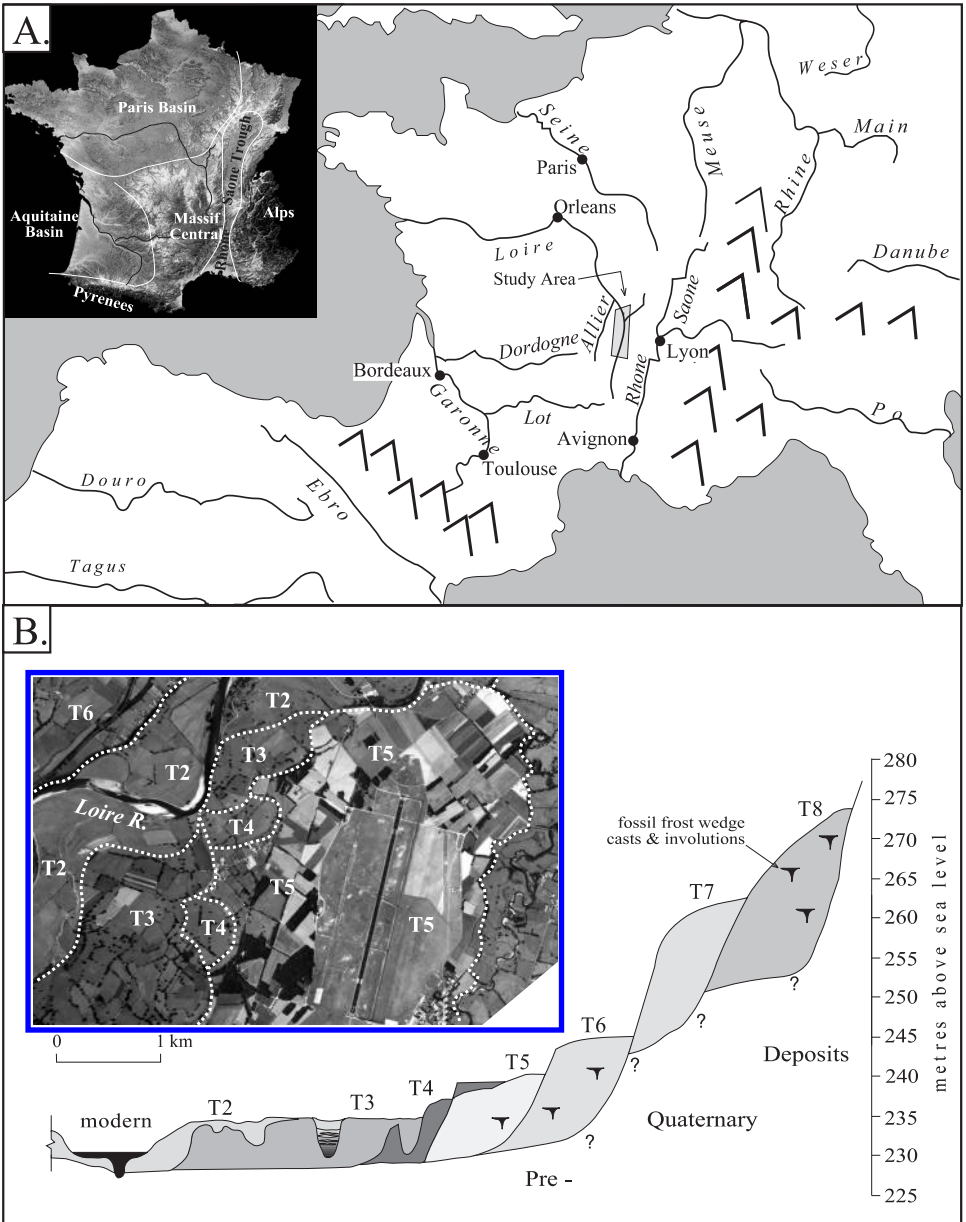 A.
Paris Basin
Saone Trough
Rhone
Aquitaine
Basin
Massif
Central
Alps
Pyrenees
Weser
Seine
Meuse
Main
Paris
Rhine
Orleans
Loire
Danube
Study Area
Allier
Saone
Dordogne
Lyon
Bordeaux
Rhone
Garonne
Lot
Po
Avignon
Toulouse
Douro
Ebro
Tagus
B.
T6
T2
T2
T3
T5
Loire R.
T4
T2
T5
T3
T4
T5
0 1 km
280
275
270
265
260
255
250
245
240
235
230
225
metres above sea level
T8
fossil frost wedge
casts & involutions
T7
?
?
T6
Deposits
?
T5
T4
T3
T2
modern
Quaternary
?
Pre -